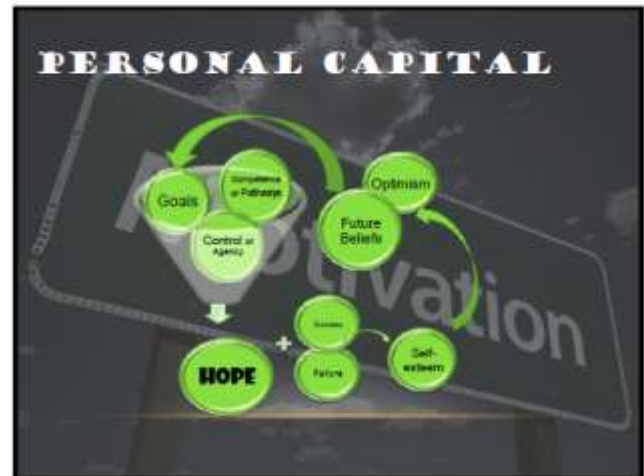 PERSONAL CAPITAL
Motivation
Goals
Competence
or Pathways
Control or
Agency
Optimism
Future
Beliefs
HOPE
+
Success
Failure
Self-
esteem